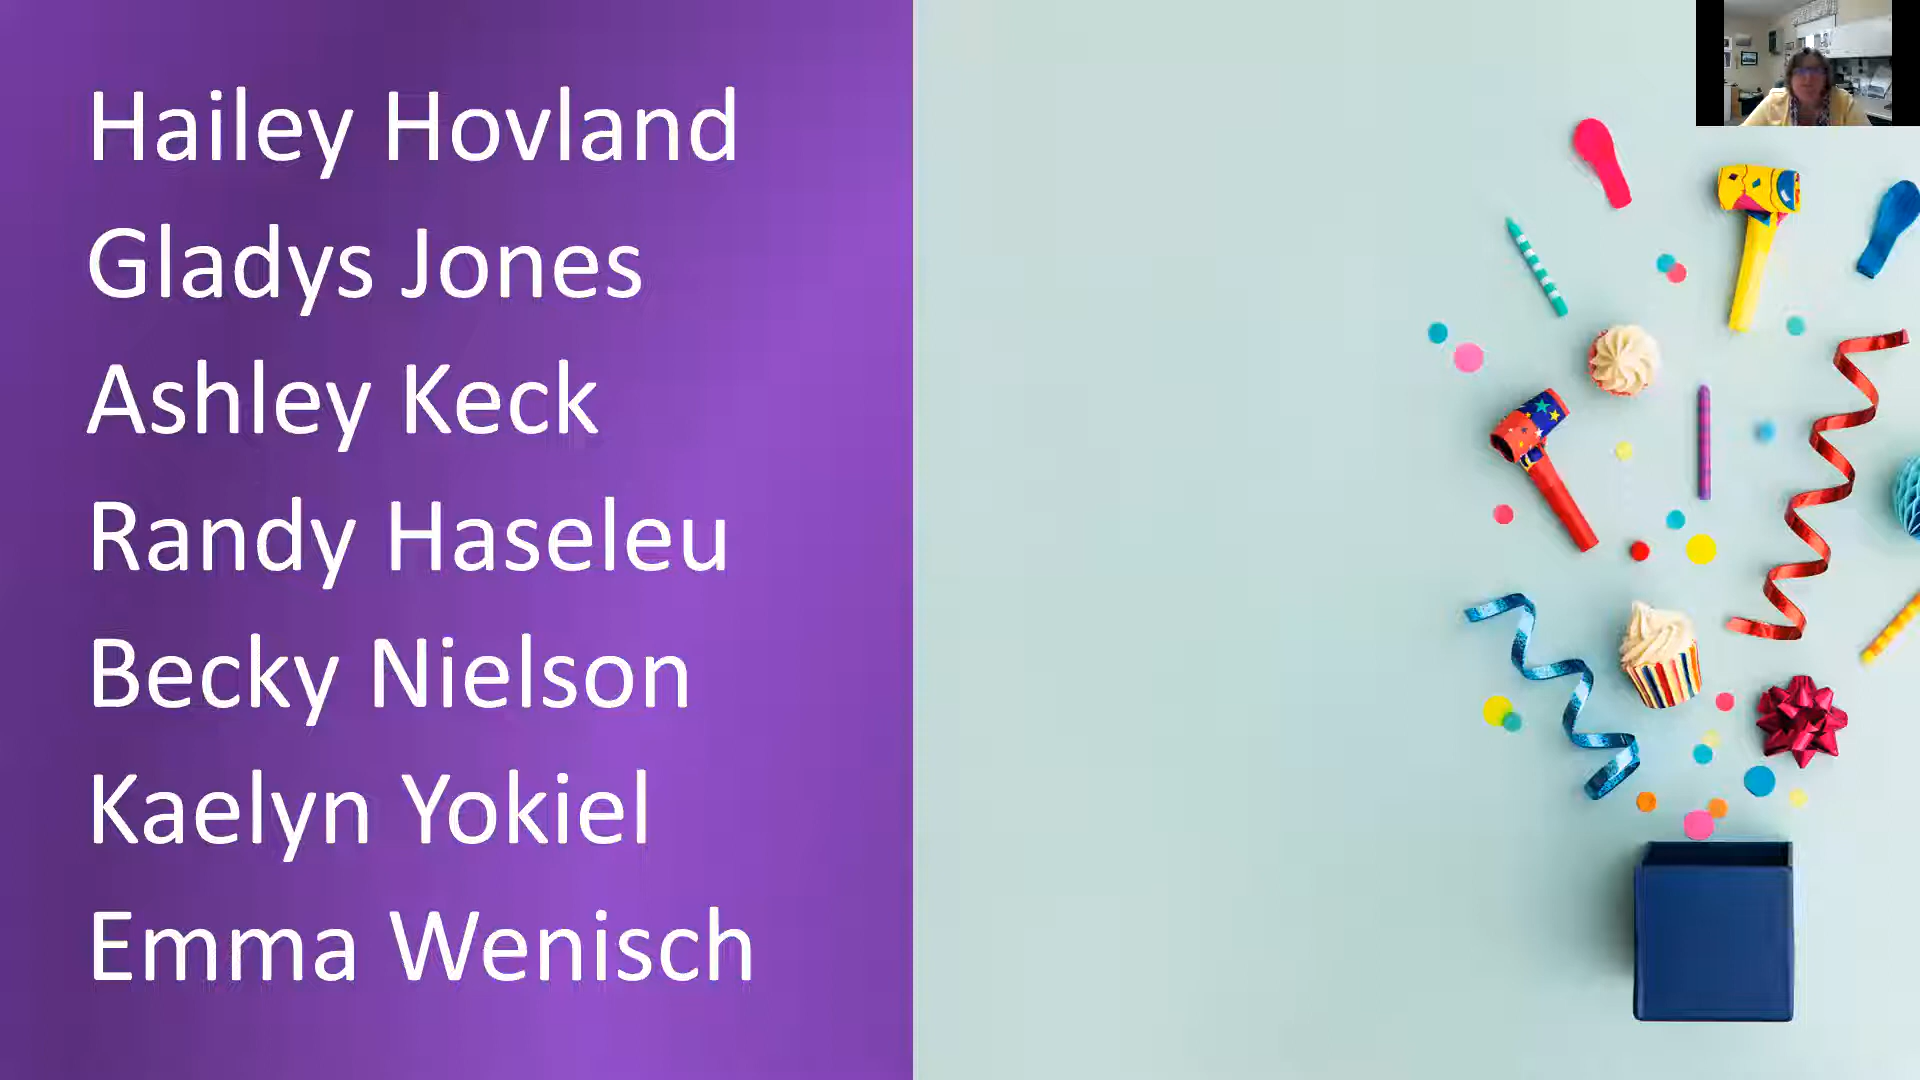 Hailey Hovland
Gladys Jones
Ashley Keck
Randy Haseleu
Becky Nielson
Kaelyn Yokiel
Emma Wenisch